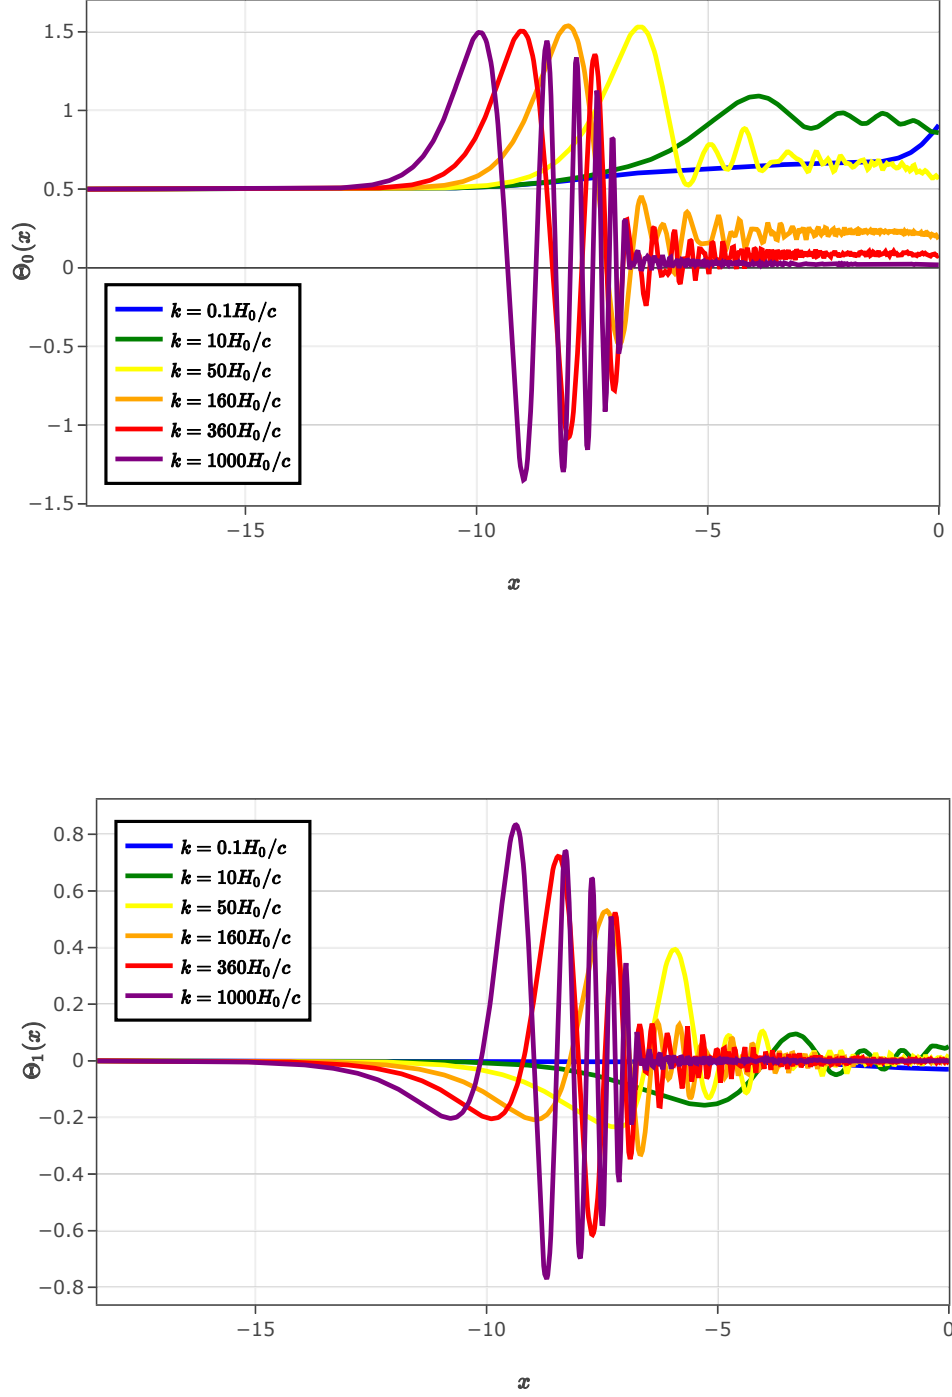 1.5
1
0.5
0
−0.5
−1
−1.5
Θ₀(x)
k = 0.1H₀/c
k = 10H₀/c
k = 50H₀/c
k = 160H₀/c
k = 360H₀/c
k = 1000H₀/c
−15 −10 −5 0
x
0.8
0.6
0.4
0.2
0
−0.2
−0.4
−0.6
−0.8
Θ₁(x)
k = 0.1H₀/c
k = 10H₀/c
k = 50H₀/c
k = 160H₀/c
k = 360H₀/c
k = 1000H₀/c
−15 −10 −5 0
x